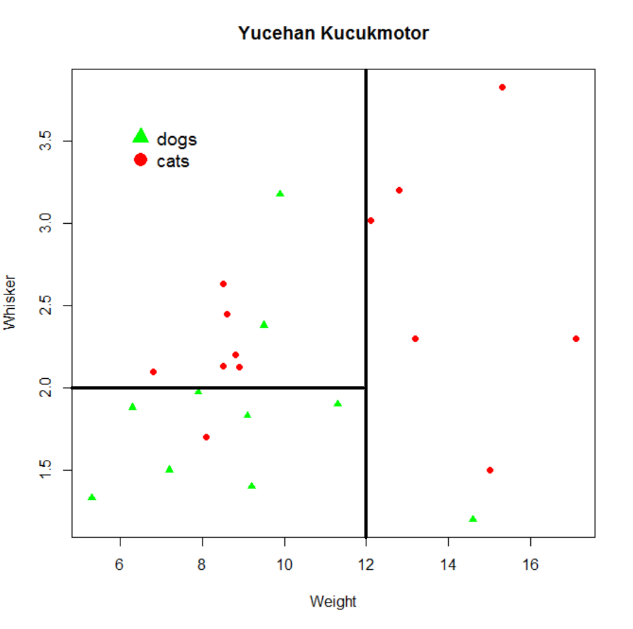 Yucehan Kucukmotor
dogs
cats
Whisker
3.5
3.0
2.5
2.0
1.5
6 8 10 12 14 16
Weight